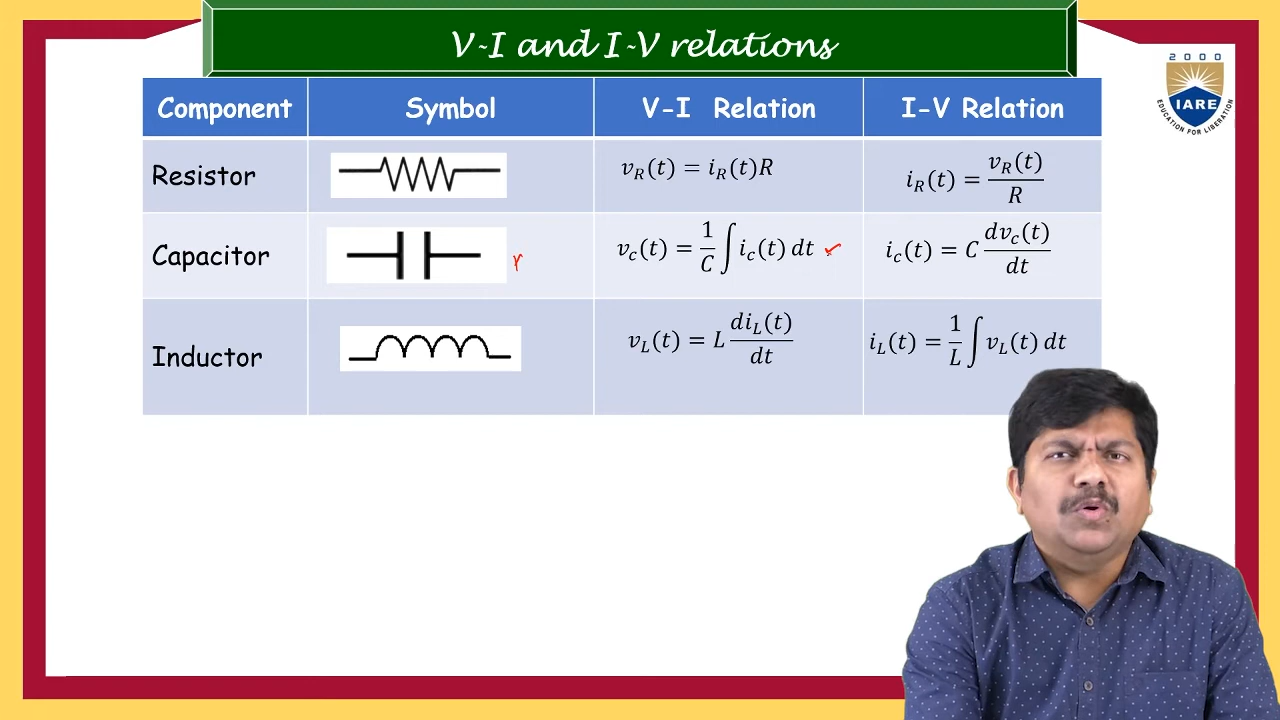 V-I and I-V relations
2000
IARE
EDUCATION FOR LIBERATION
Component Symbol V-I Relation I-V Relation
Resistor v_R(t) = i_R(t)R i_R(t) = v_R(t)/R
Capacitor v_c(t) = 1/C ∫ i_c(t) dt ✓ i_c(t) = C dv_c(t)/dt
Inductor v_L(t) = L di_L(t)/dt i_L(t) = 1/L ∫ v_L(t) dt